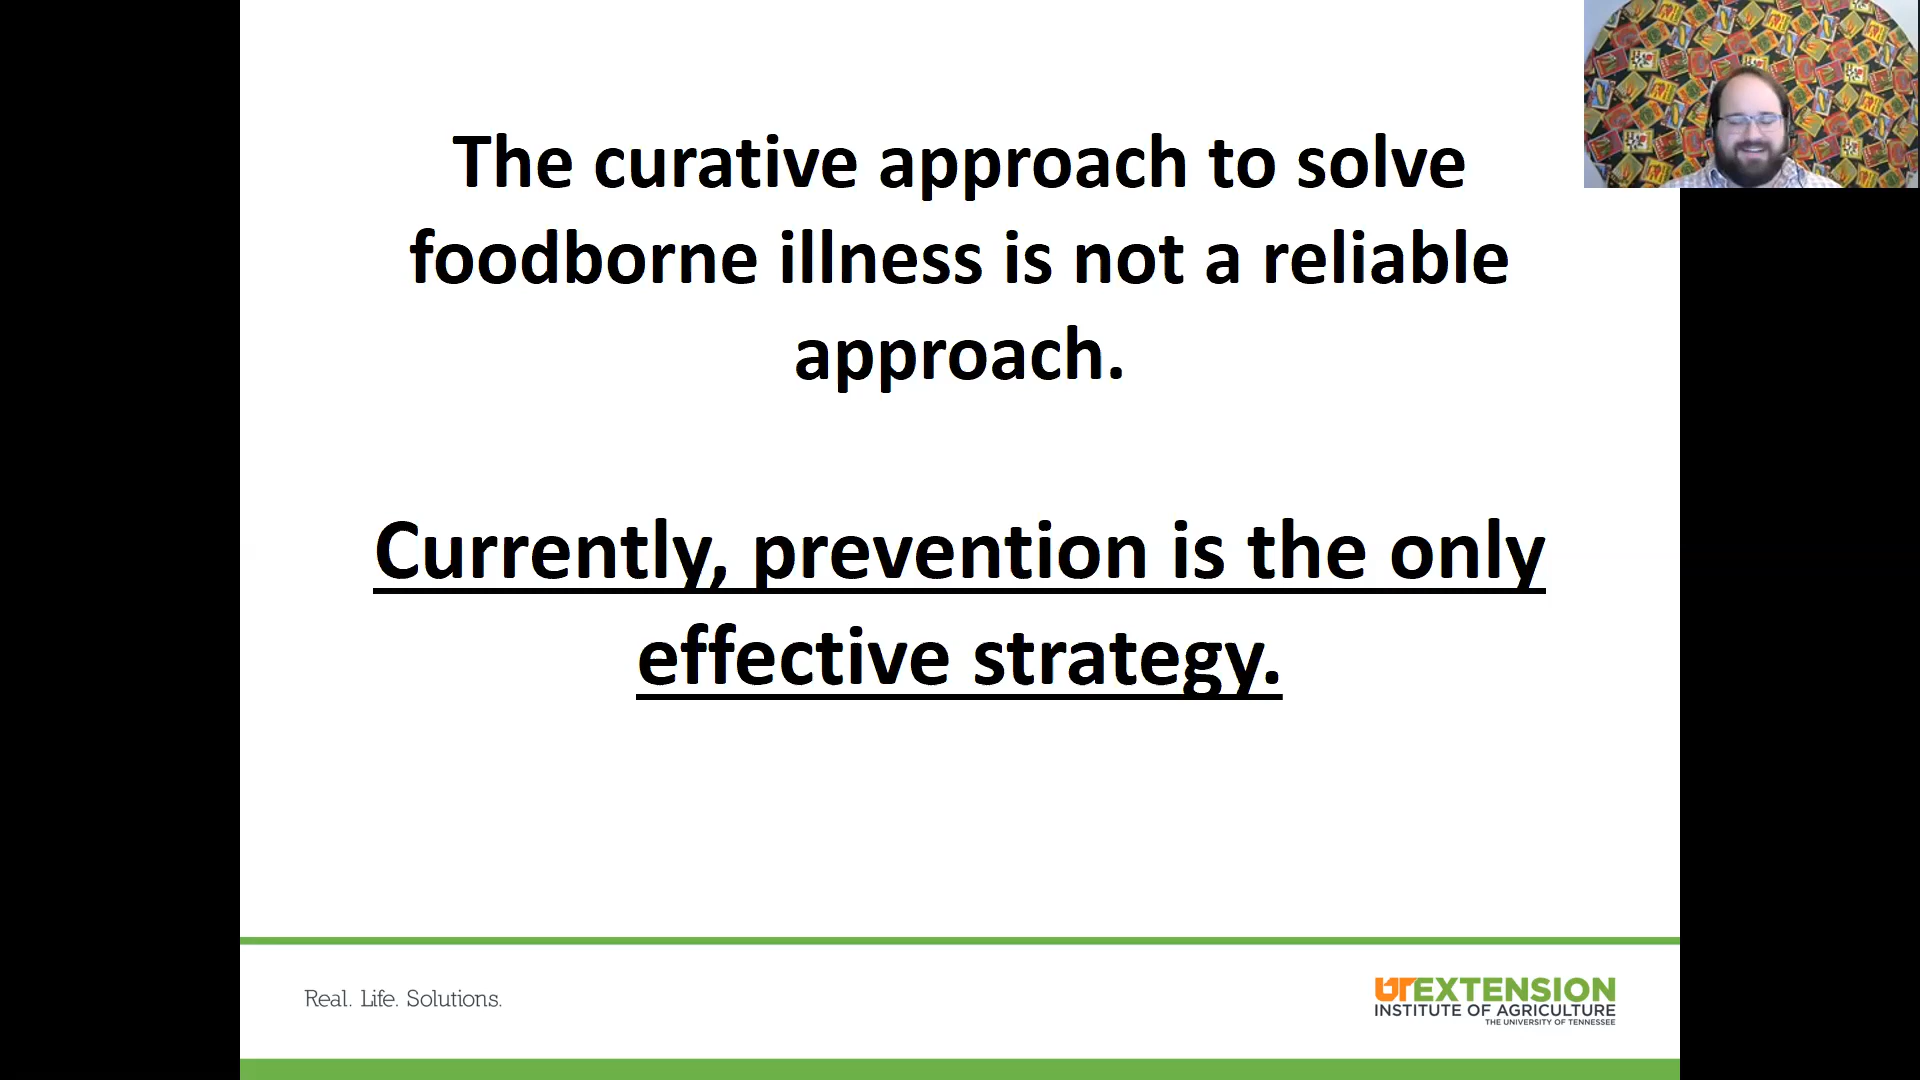 The curative approach to solve
foodborne illness is not a reliable
approach.
Currently, prevention is the only
effective strategy.
Real. Life. Solutions.
UTEXTENSION
INSTITUTE OF AGRICULTURE
THE UNIVERSITY OF TENNESSEE